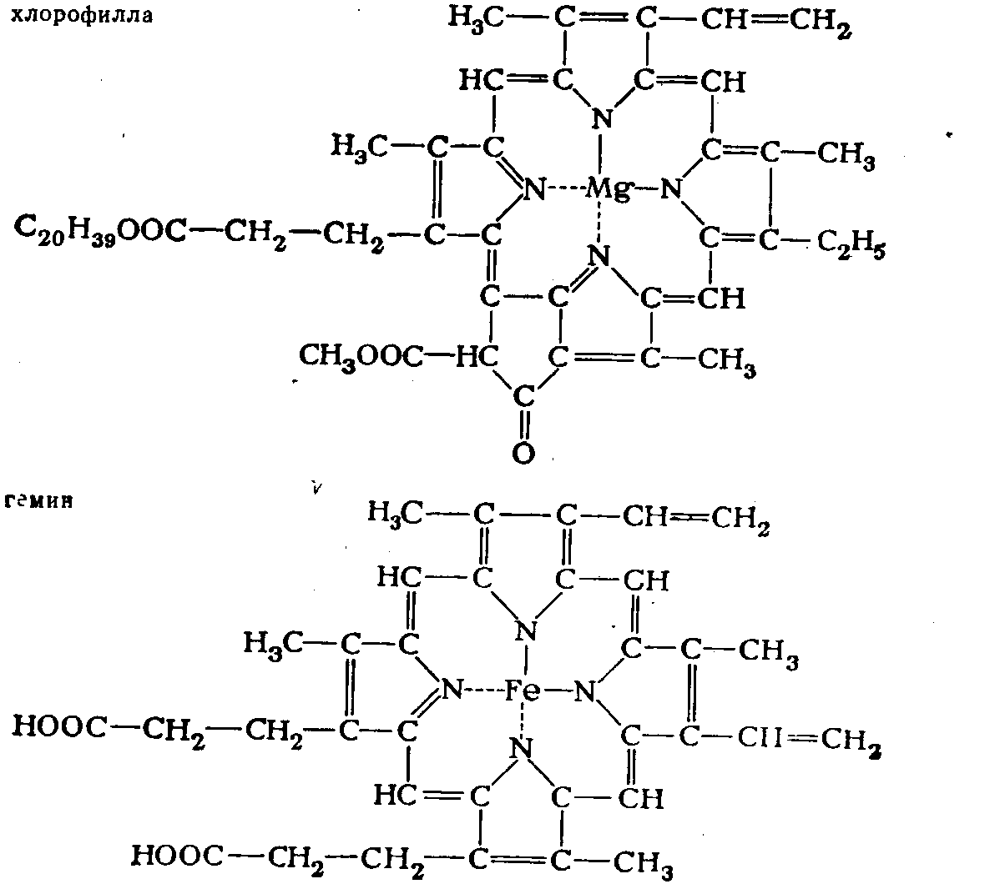 хлорофилла
H₃C—C=C—CH=CH₂
HC=C C=CH
N
H₃C—C—C C=C—CH₃
N----Mg—N
C₂₀H₃₉OOC—CH₂—CH₂—C—C C=C—C₂H₅
N
C—C C=CH
CH₃OOC—HC C=C—CH₃
C
O
гемин
H₃C—C—C—CH=CH₂
HC—C C—CH
N
H₃C—C—C C—C—CH₃
N----Fe—N
HOOC—CH₂—CH₂—C—C C—C—CH=CH₂
N
HC=C C—CH
HOOC—CH₂—CH₂—C=C—CH₃